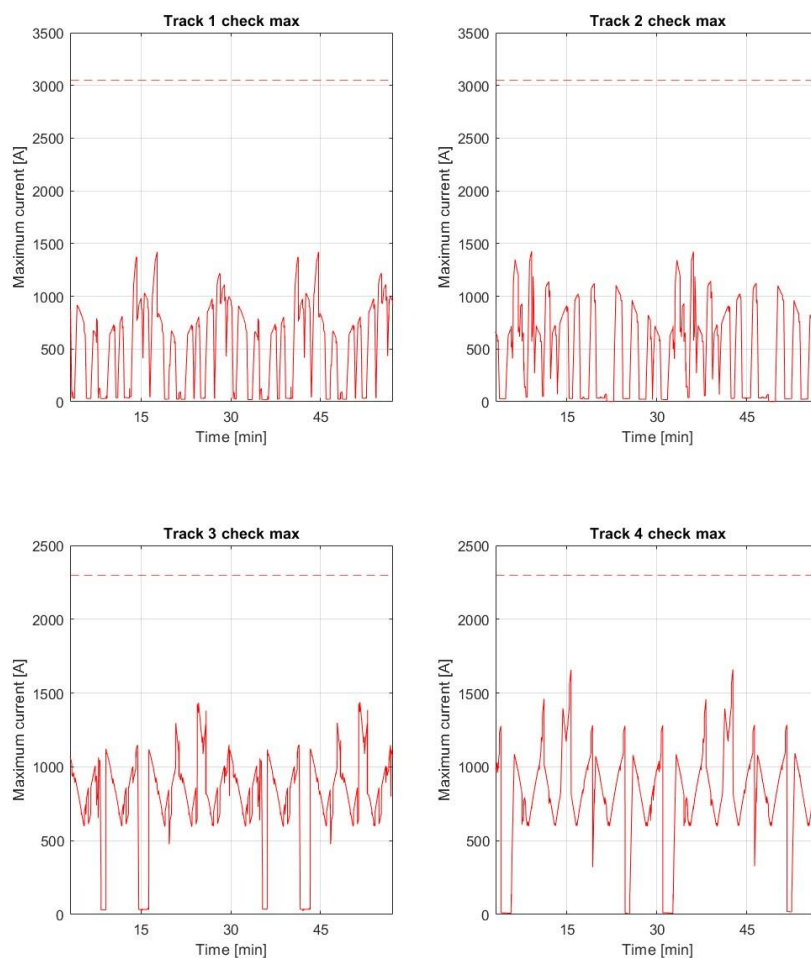 Track 1 check max
3500
3000
2500
2000
1500
1000
500
0
Maximum current [A]
15 30 45
Time [min]
Track 2 check max
3500
3000
2500
2000
1500
1000
500
0
Maximum current [A]
15 30 45
Time [min]
Track 3 check max
2500
2000
1500
1000
500
0
Maximum current [A]
15 30 45
Time [min]
Track 4 check max
2500
2000
1500
1000
500
0
Maximum current [A]
15 30 45
Time [min]